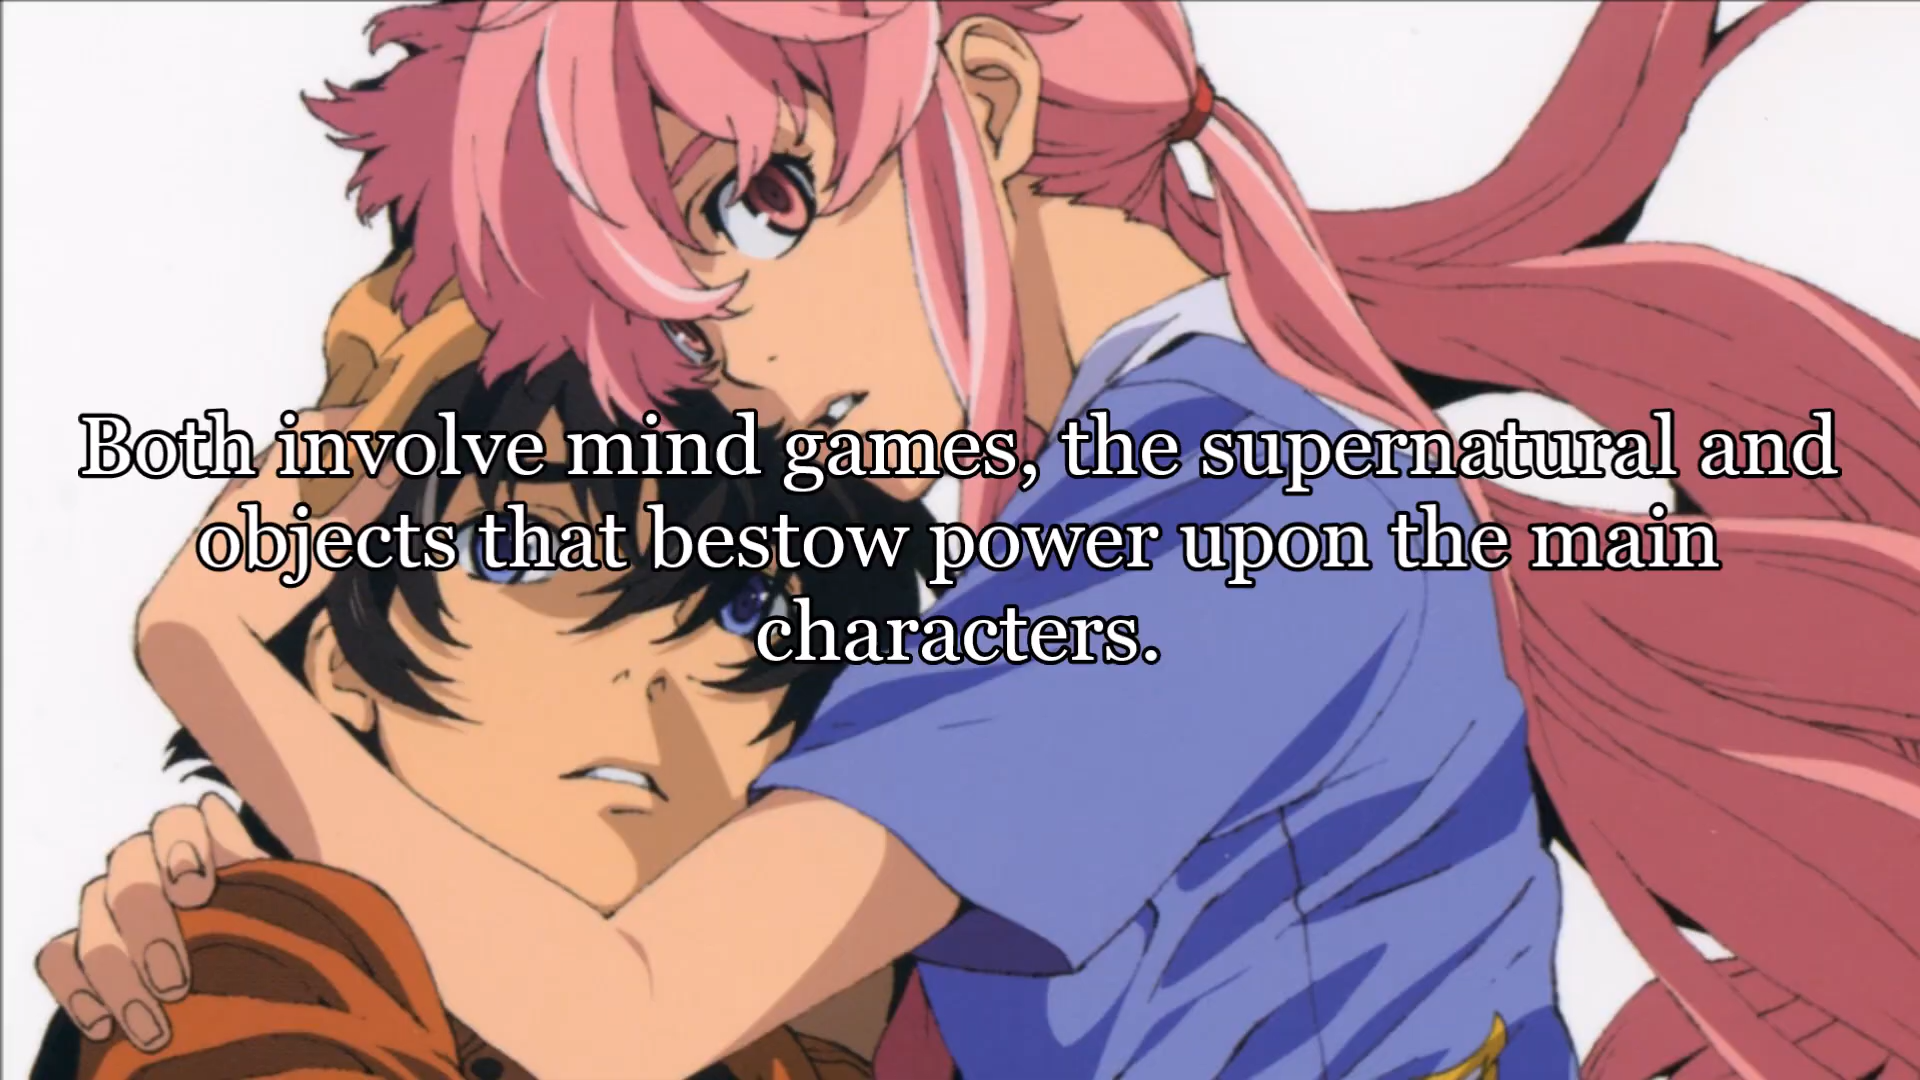 Both involve mind games, the supernatural and
objects that bestow power upon the main
characters.